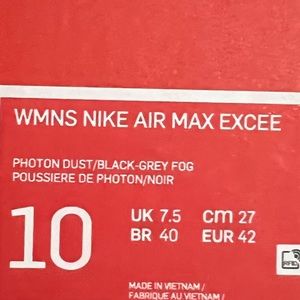 WMNS NIKE AIR MAX EXCEE
PHOTON DUST/BLACK-GREY FOG
POUSSIERE DE PHOTON/NOIR
10
UK 7.5 cm 27
BR 40 EUR 42
MADE IN VIETNAM /
FABRIQUE AU VIETNAM /